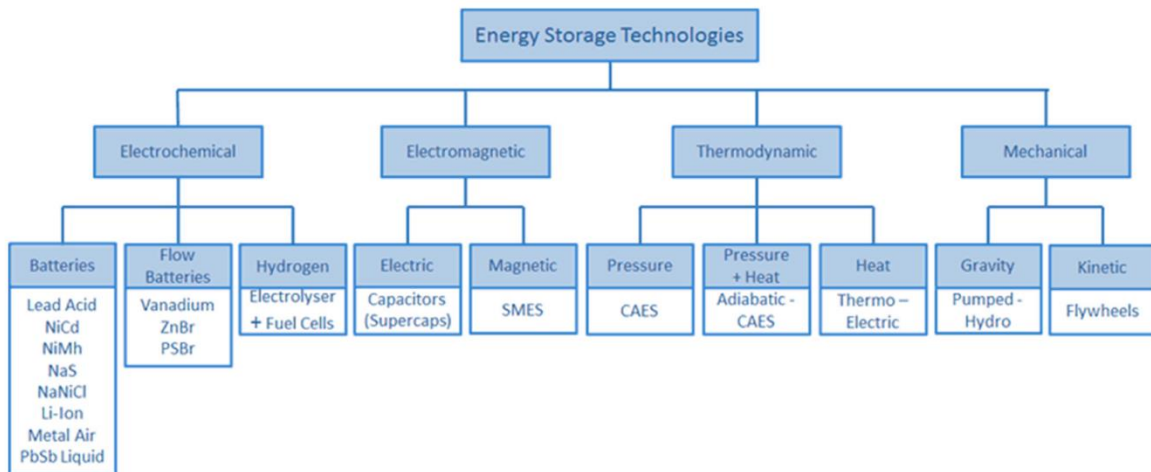 Energy Storage Technologies
Electrochemical
Electromagnetic
Thermodynamic
Mechanical
Batteries
Lead Acid
NiCd
NiMh
NaS
NaNiCl
Li-Ion
Metal Air
PbSb Liquid
Flow
Batteries
Vanadium
ZnBr
PSBr
Hydrogen
Electrolyser
+ Fuel Cells
Electric
Capacitors
(Supercaps)
Magnetic
SMES
Pressure
CAES
Pressure
+ Heat
Adiabatic -
CAES
Heat
Thermo –
Electric
Gravity
Pumped -
Hydro
Kinetic
Flywheels